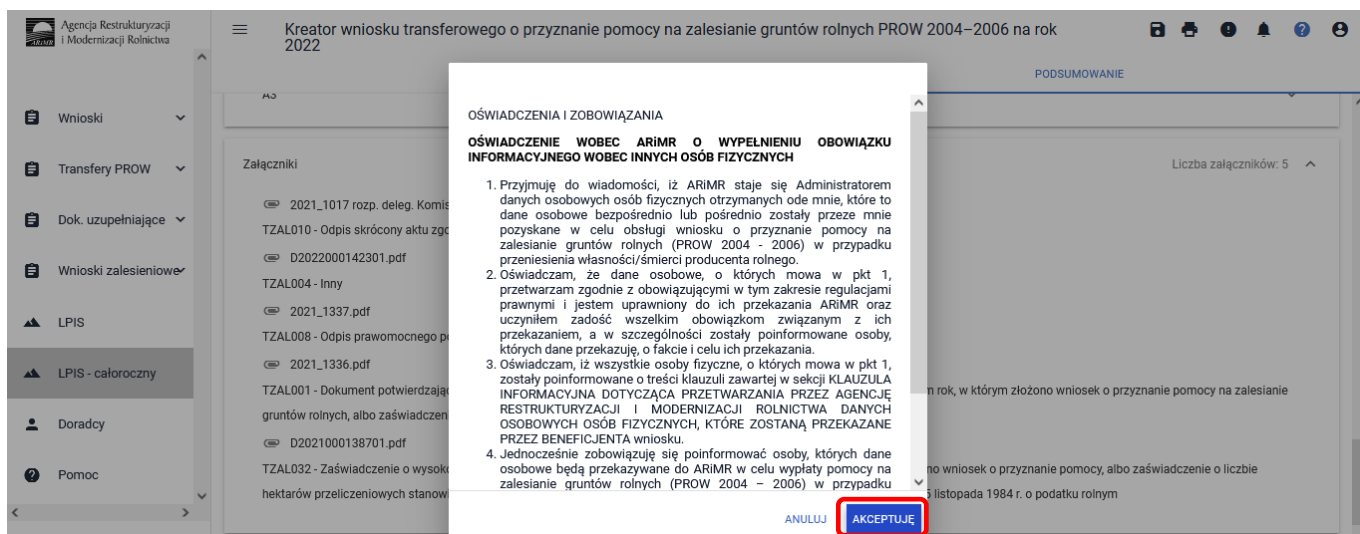 Agencja Restrukturyzacji
i Modernizacji Rolnictwa
ARiMR
Kreator wniosku transferowego o przyznanie pomocy na zalesianie gruntów rolnych PROW 2004–2006 na rok
2022
PODSUMOWANIE
Wnioski
Transfery PROW
Dok. uzupełniające
Wnioski zalesieniowe
LPIS
LPIS - całoroczny
Doradcy
Pomoc
A3
Załączniki
Liczba załączników: 5
2021_1017 rozp. deleg. Komis
TZAL010 - Odpis skrócony aktu zgo
D2022000142301.pdf
TZAL004 - Inny
2021_1337.pdf
TZAL008 - Odpis prawomocnego p
2021_1336.pdf
TZAL001 - Dokument potwierdzając
m rok, w którym złożono wniosek o przyznanie pomocy na zalesianie
gruntów rolnych, albo zaświadczen
D2021000138701.pdf
TZAL032 - Zaświadczenie o wysoko
no wniosek o przyznanie pomocy, albo zaświadczenie o liczbie
hektarów przeliczeniowych stanow
5 listopada 1984 r. o podatku rolnym
OŚWIADCZENIA I ZOBOWIĄZANIA
OŚWIADCZENIE WOBEC ARiMR O WYPEŁNIENIU OBOWIĄZKU
INFORMACYJNEGO WOBEC INNYCH OSÓB FIZYCZNYCH
1. Przyjmuję do wiadomości, iż ARiMR staje się Administratorem
danych osobowych osób fizycznych otrzymanych ode mnie, które to
dane osobowe bezpośrednio lub pośrednio zostały przeze mnie
pozyskane w celu obsługi wniosku o przyznanie pomocy na
zalesianie gruntów rolnych (PROW 2004 - 2006) w przypadku
przeniesienia własności/śmierci producenta rolnego.
2. Oświadczam, że dane osobowe, o których mowa w pkt 1,
przetwarzam zgodnie z obowiązującymi w tym zakresie regulacjami
prawnymi i jestem uprawniony do ich przekazania ARiMR oraz
uczyniłem zadość wszelkim obowiązkom związanym z ich
przekazaniem, a w szczególności zostały poinformowane osoby,
których dane przekazuję, o fakcie i celu ich przekazania.
3. Oświadczam, iż wszystkie osoby fizyczne, o których mowa w pkt 1,
zostały poinformowane o treści klauzuli zawartej w sekcji KLAUZULA
INFORMACYJNA DOTYCZĄCA PRZETWARZANIA PRZEZ AGENCJĘ
RESTRUKTURYZACJI I MODERNIZACJI ROLNICTWA DANYCH
OSOBOWYCH OSÓB FIZYCZNYCH, KTÓRE ZOSTANĄ PRZEKAZANE
PRZEZ BENEFICJENTA wniosku.
4. Jednocześnie zobowiązuję się poinformować osoby, których dane
osobowe będą przekazywane do ARiMR w celu wypłaty pomocy na
zalesianie gruntów rolnych (PROW 2004 – 2006) w przypadku
ANULUJ
AKCEPTUJĘ